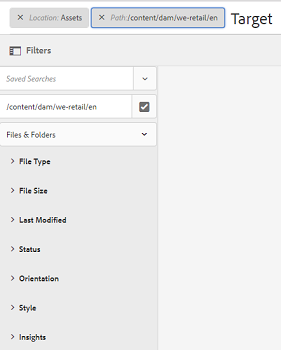 × Location: Assets × Path:/content/dam/we-retail/en Target
Filters
Saved Searches
/content/dam/we-retail/en
Files & Folders
> File Type
> File Size
> Last Modified
> Status
> Orientation
> Style
> Insights